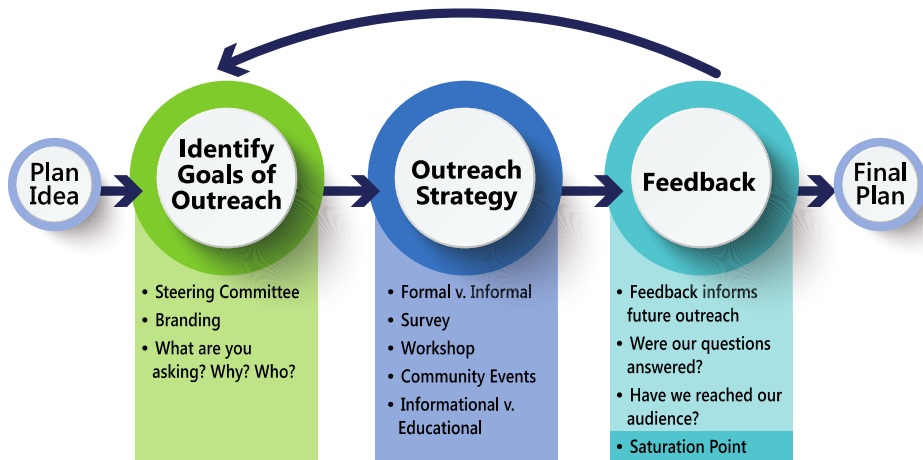 Plan
Idea
Identify
Goals of
Outreach
• Steering Committee
• Branding
• What are you
asking? Why? Who?
Outreach
Strategy
• Formal v. Informal
• Survey
• Workshop
• Community Events
• Informational v.
Educational
Feedback
• Feedback informs
future outreach
• Were our questions
answered?
• Have we reached our
audience?
• Saturation Point
Final
Plan